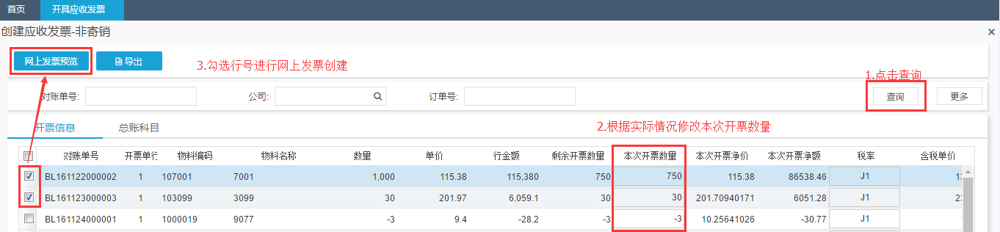 首页 开具应收发票
创建应收发票-非寄销
网上发票预览 导出 3.勾选行号进行网上发票创建
1.点击查询
对账单号: 公司: 订单号: 查询 更多
开票信息 总账科目 2.根据实际情况修改本次开票数量
对账单号 开票单行 物料编码 物料名称 数量 单价 行金额 剩余开票数量 本次开票数量 本次开票净价 本次开票净额 税率 含税单价
BL161122000002 1 107001 7001 1,000 115.38 115,380 750 750 115.38 86538.46 J1
BL161123000003 1 103099 3099 30 201.97 6,059.1 30 30 201.70940171 6051.28 J1
BL161124000001 1 1000019 9077 -3 9.4 -28.2 -3 -3 10.25641026 -30.77 J1